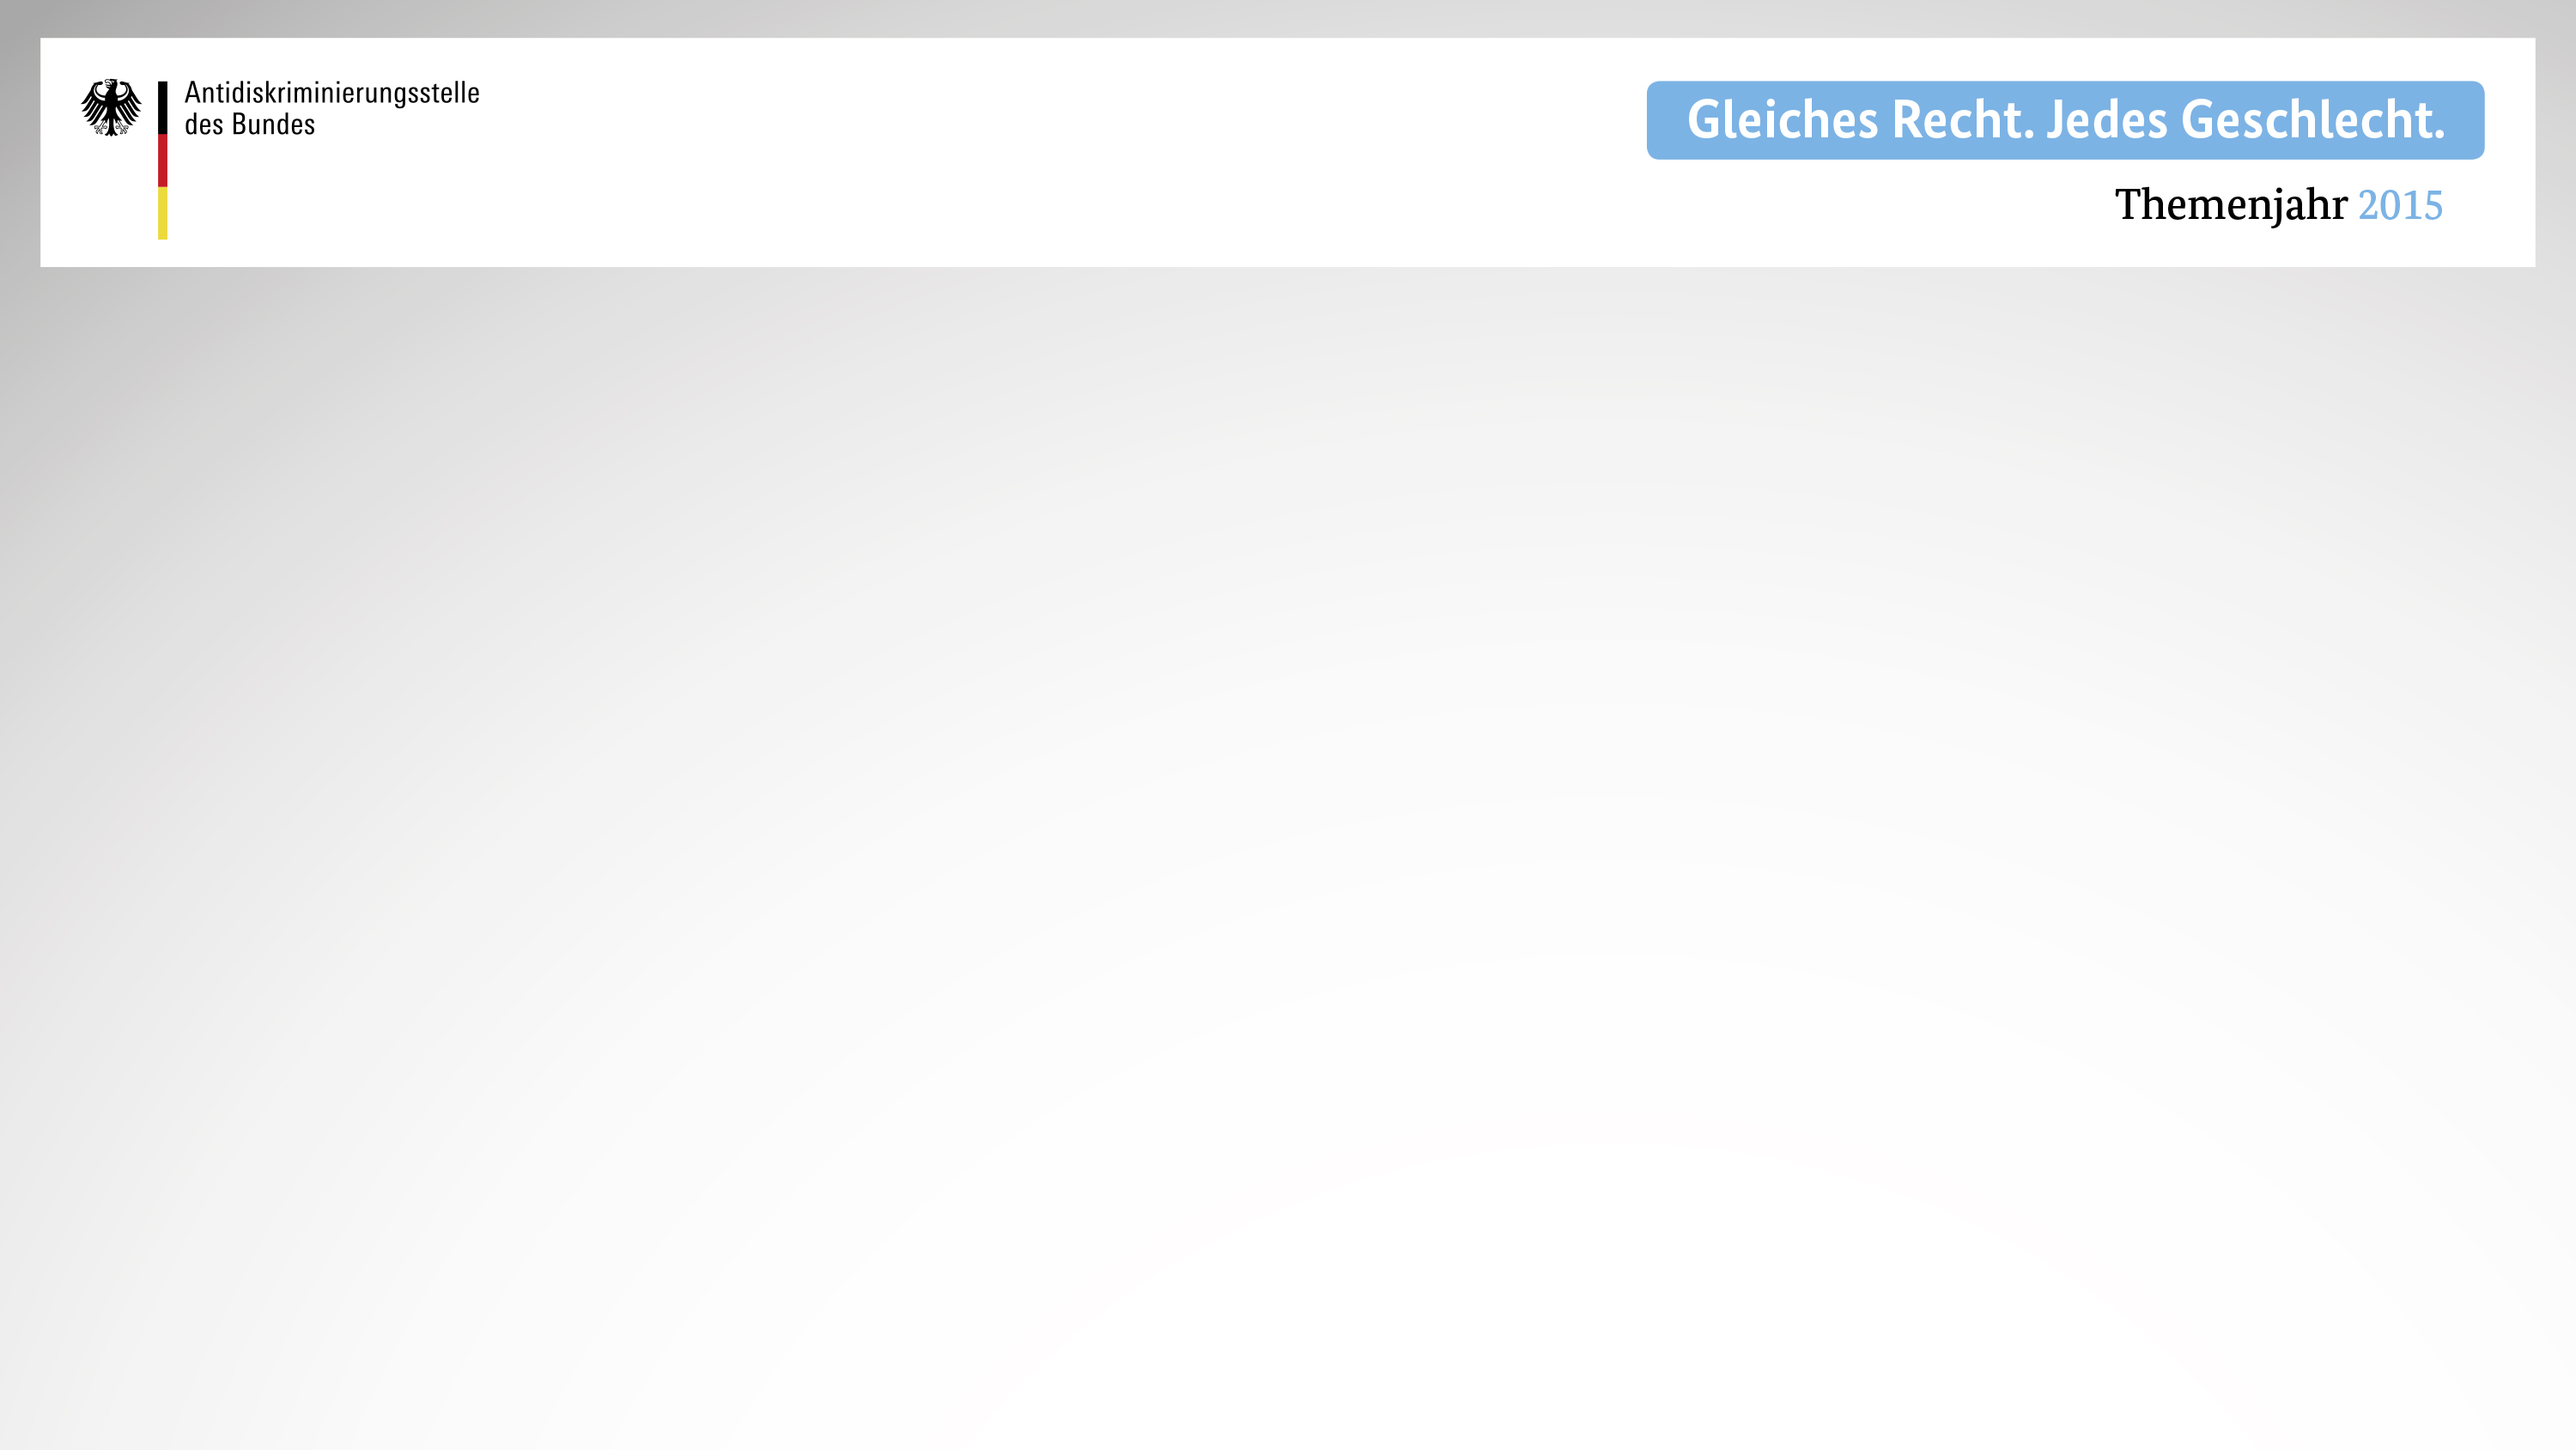 Antidiskriminierungsstelle
des Bundes
Gleiches Recht. Jedes Geschlecht.
Themenjahr 2015